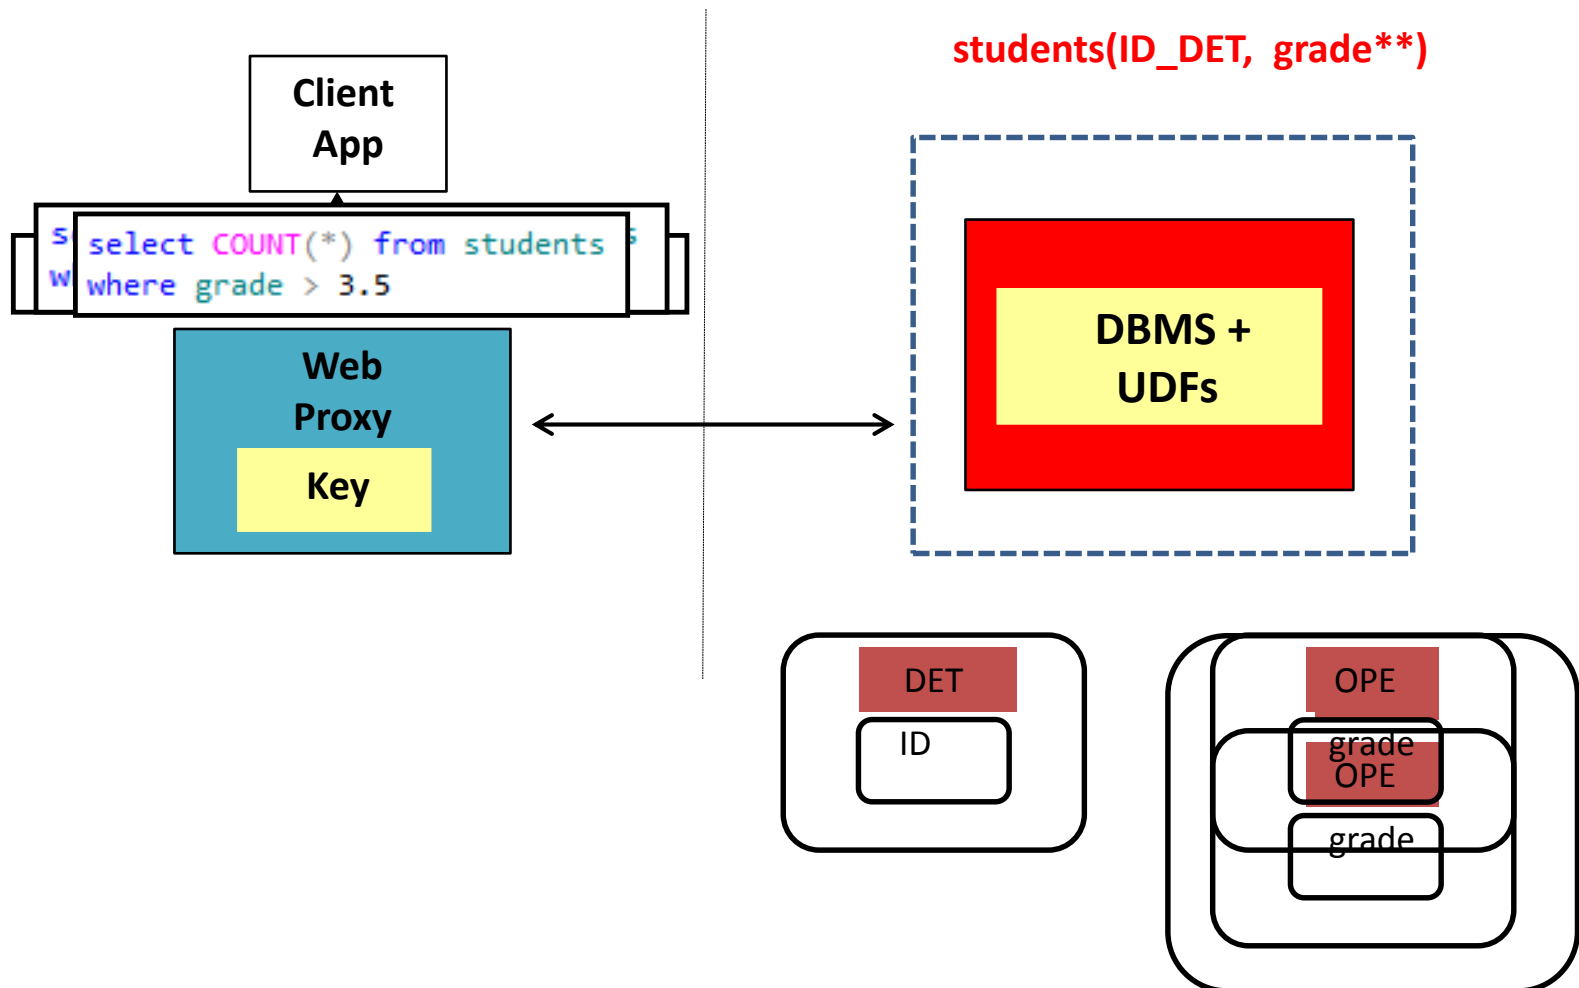 students(ID_DET, grade**)
Client
App
s
s
w
select COUNT(*) from students
where grade > 3.5
Web
Proxy
Key
DBMS +
UDFs
DET
ID
OPE
grade
OPE
grade